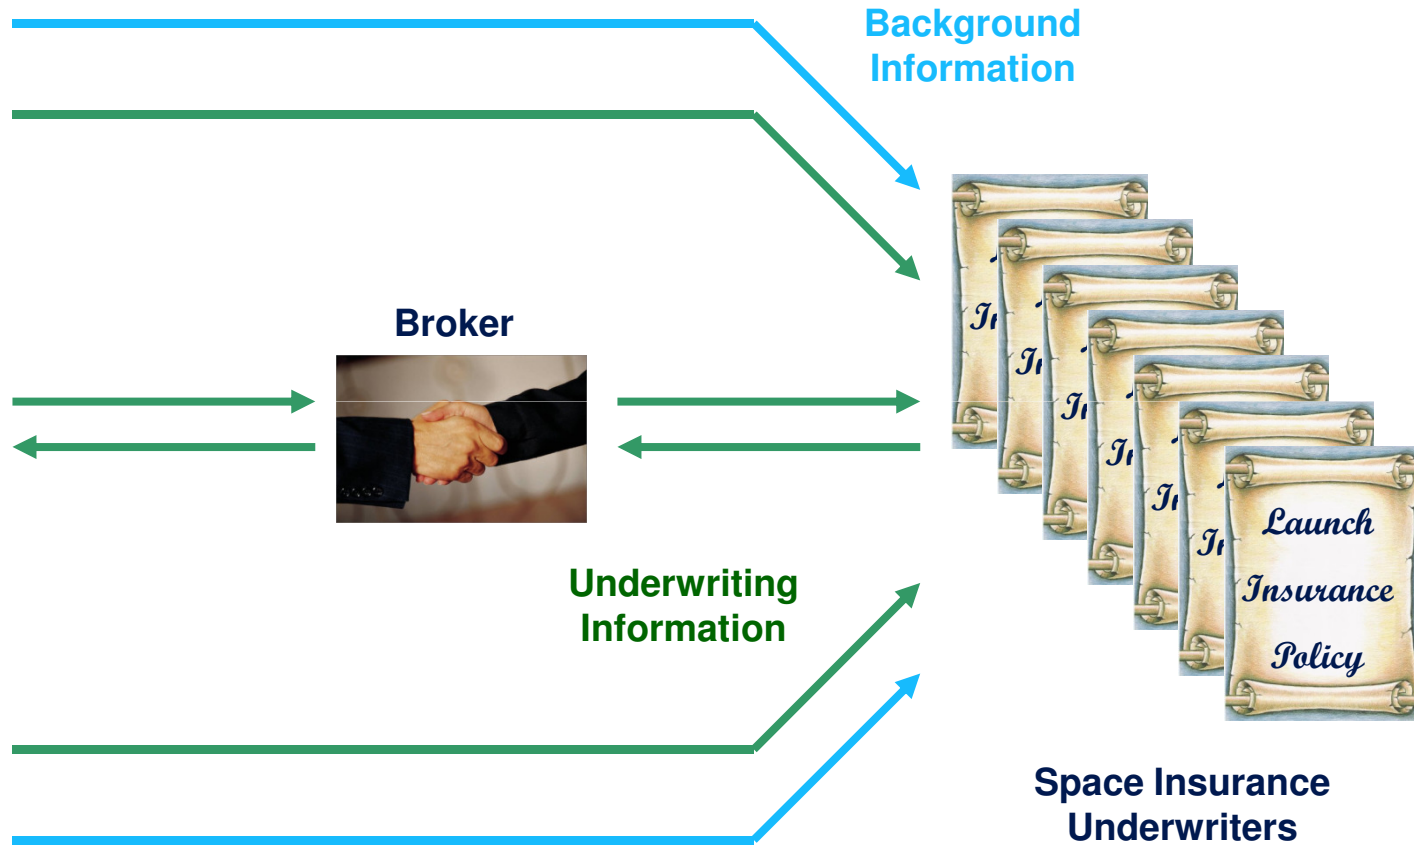 Background
Information
Broker
Underwriting
Information
Launch
Insurance
Policy
Space Insurance
Underwriters